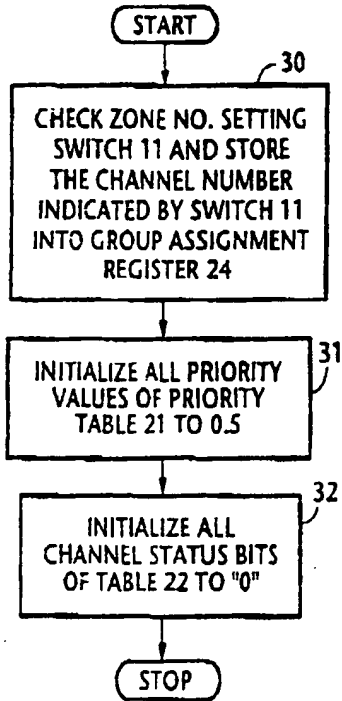 START
30
CHECK ZONE NO. SETTING
SWITCH 11 AND STORE
THE CHANNEL NUMBER
INDICATED BY SWITCH 11
INTO GROUP ASSIGNMENT
REGISTER 24
31
INITIALIZE ALL PRIORITY
VALUES OF PRIORITY
TABLE 21 TO 0.5
32
INITIALIZE ALL
CHANNEL STATUS BITS
OF TABLE 22 TO "0"
STOP